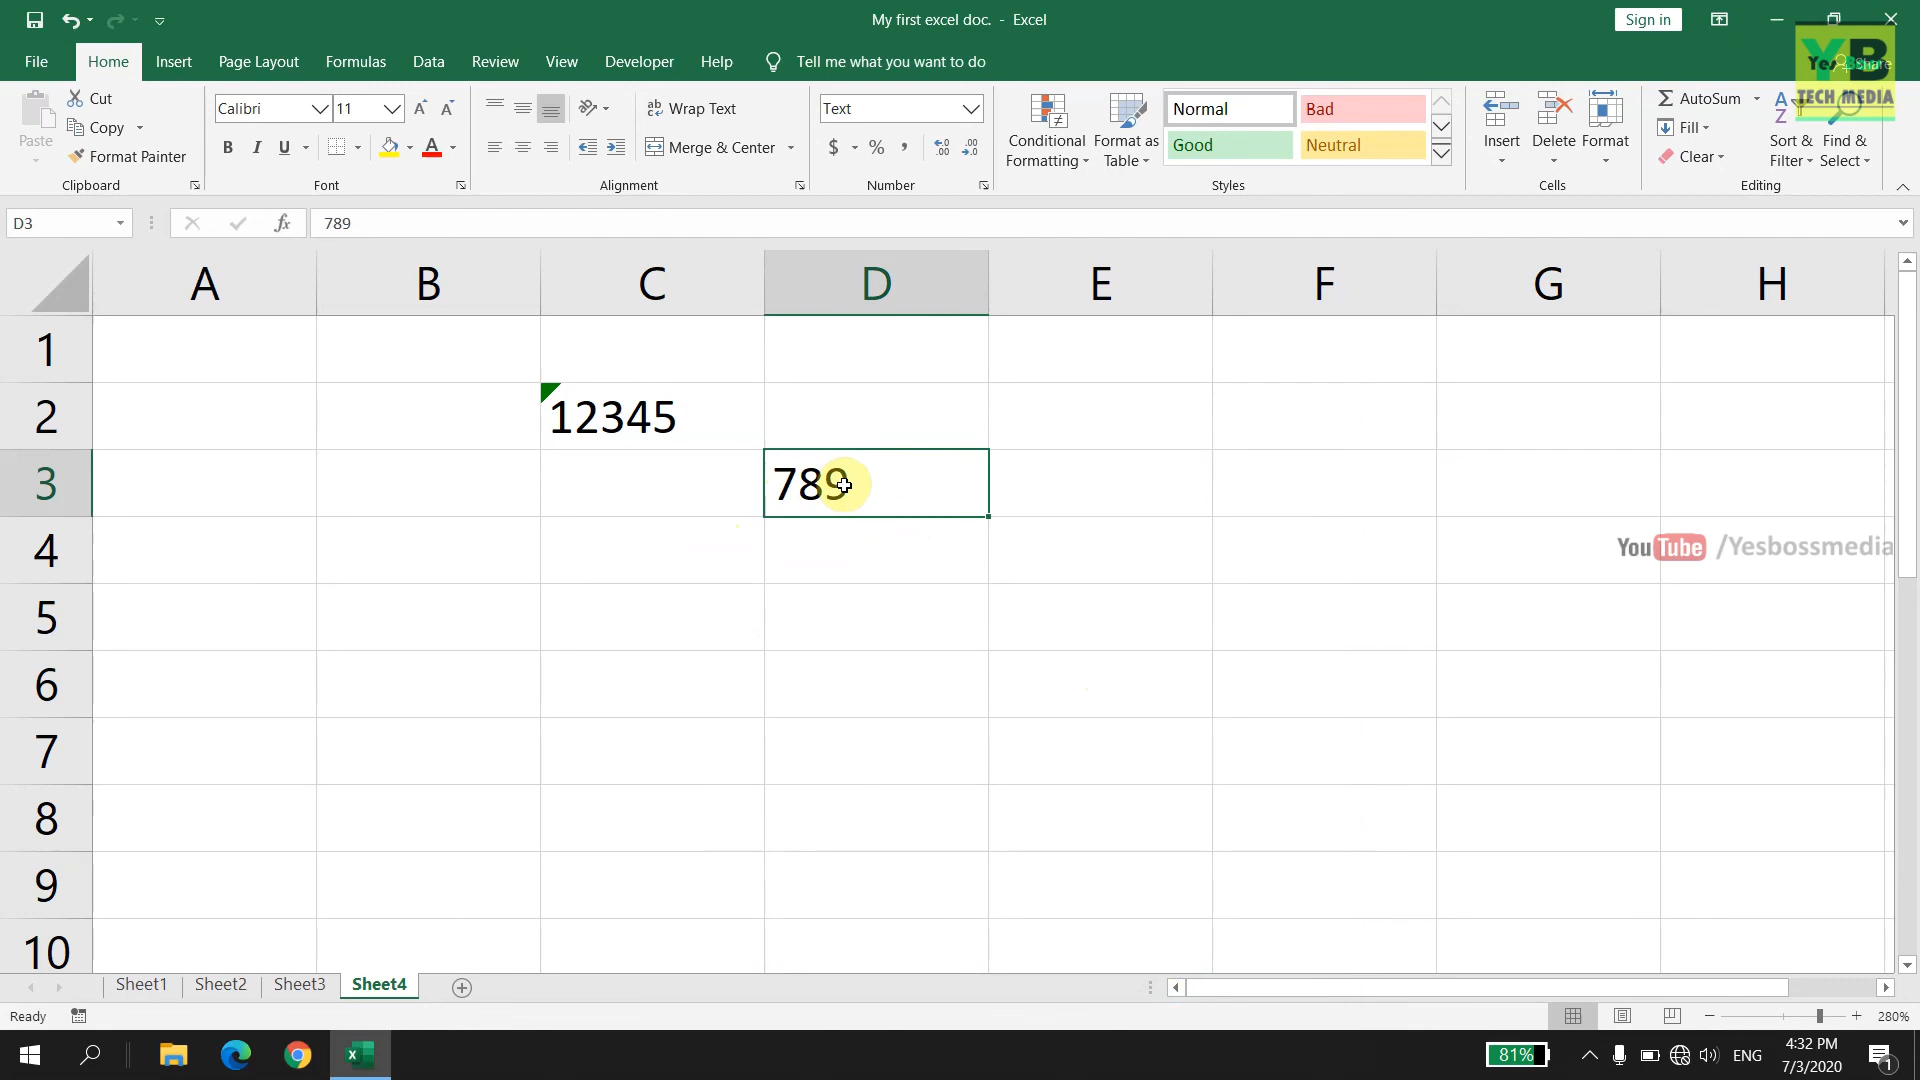 My first excel doc. - Excel
Sign in
File Home Insert Page Layout Formulas Data Review View Developer Help Tell me what you want to do
Share
YB
Yes
TECH MEDIA
Paste
Cut
Copy
Format Painter
Clipboard
Calibri 11
B I U
Font
Wrap Text
Merge & Center
Alignment
Text
$ % ,
Number
Conditional Formatting
Format as Table
Normal Bad
Good Neutral
Styles
Insert Delete Format
Cells
AutoSum
Fill
Clear
Sort & Filter
Find & Select
Editing
D3 fx 789
A B C D E F G H
1
2 12345
3 789
4
YouTube /Yesbossmedia
5
6
7
8
9
10
Sheet1 Sheet2 Sheet3 Sheet4
Ready 280%
81% ENG
4:32 PM
7/3/2020
1